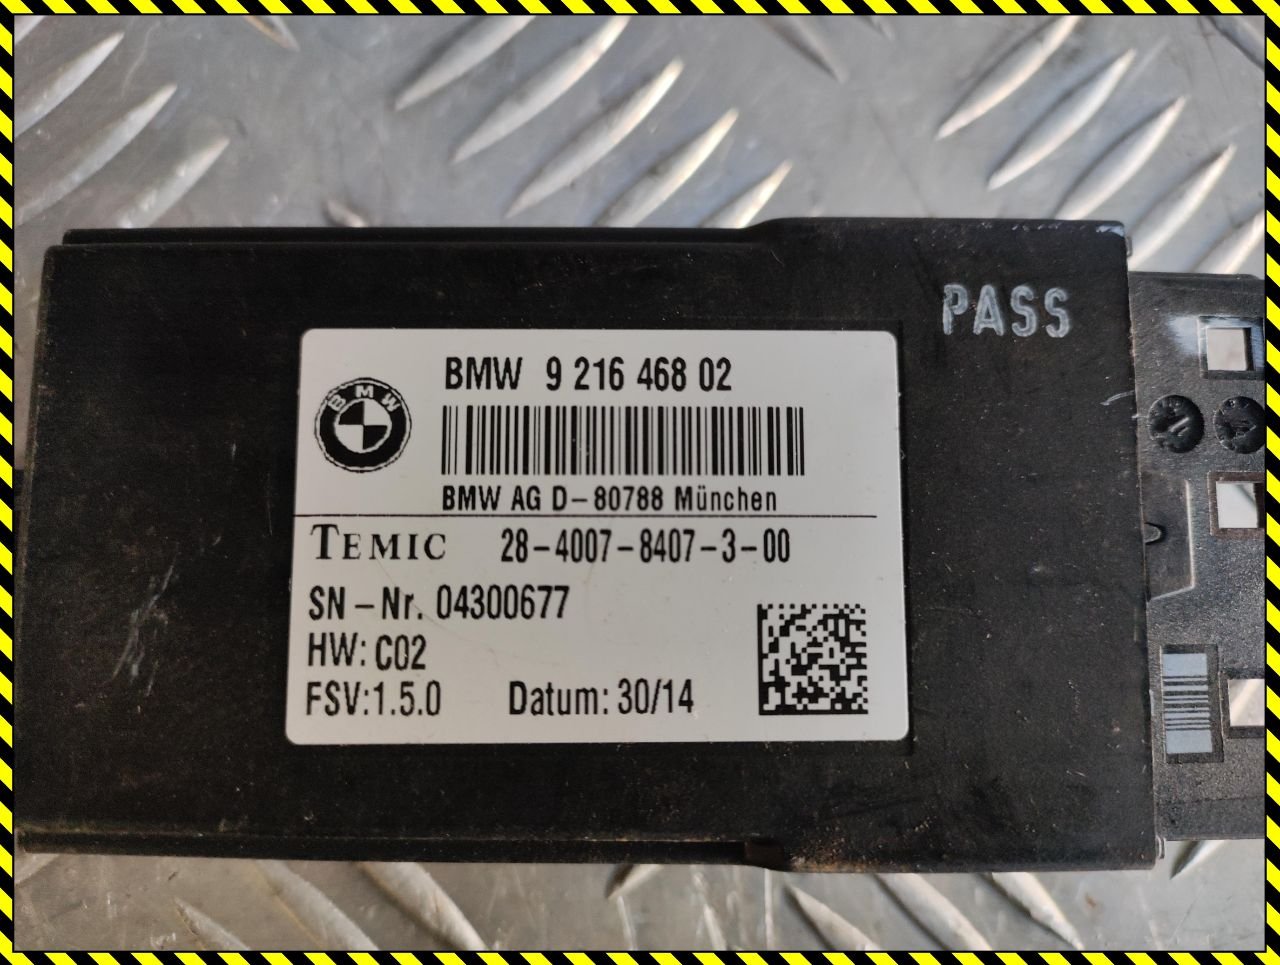 PASS
BMW 9 216 468 02
BMW
BMW AG D-80788 München
TEMIC 28-4007-8407-3-00
SN-Nr. 04300677
HW: C02
FSV:1.5.0 Datum: 30/14